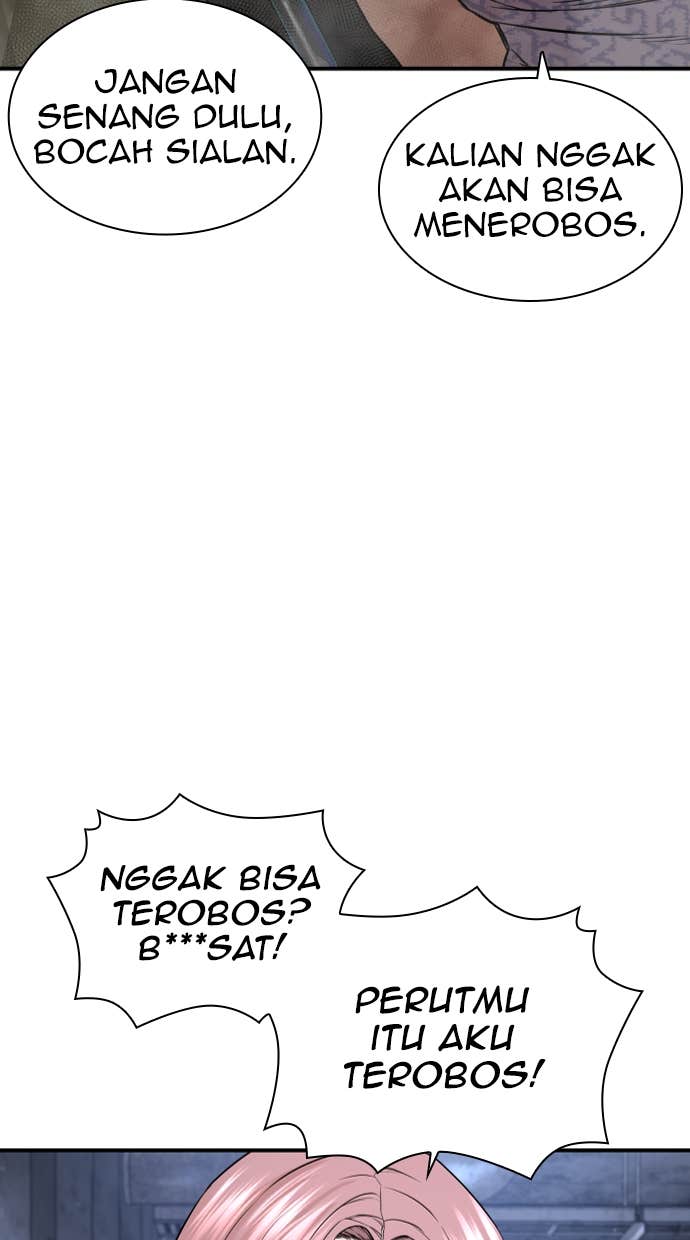 JANGAN
SENANG DULU,
BOCAH SIALAN.
KALIAN NGGAK
AKAN BISA
MENEROBOS.
NGGAK BISA
TEROBOS?
B***SAT!
PERUTMU
ITU AKU
TEROBOS!